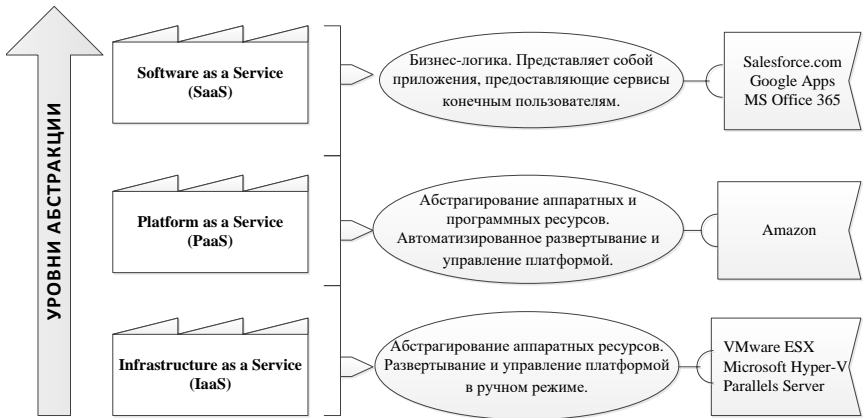 УРОВНИ АБСТРАКЦИИ
Software as a Service
(SaaS)
Бизнес-логика. Представляет собой
приложения, предоставляющие сервисы
конечным пользователям.
Salesforce.com
Google Apps
MS Office 365
Platform as a Service
(PaaS)
Абстрагирование аппаратных и
программных ресурсов.
Автоматизированное развертывание и
управление платформой.
Amazon
Infrastructure as a Service
(IaaS)
Абстрагирование аппаратных ресурсов.
Развертывание и управление платформой
в ручном режиме.
VMware ESX
Microsoft Hyper-V
Parallels Server